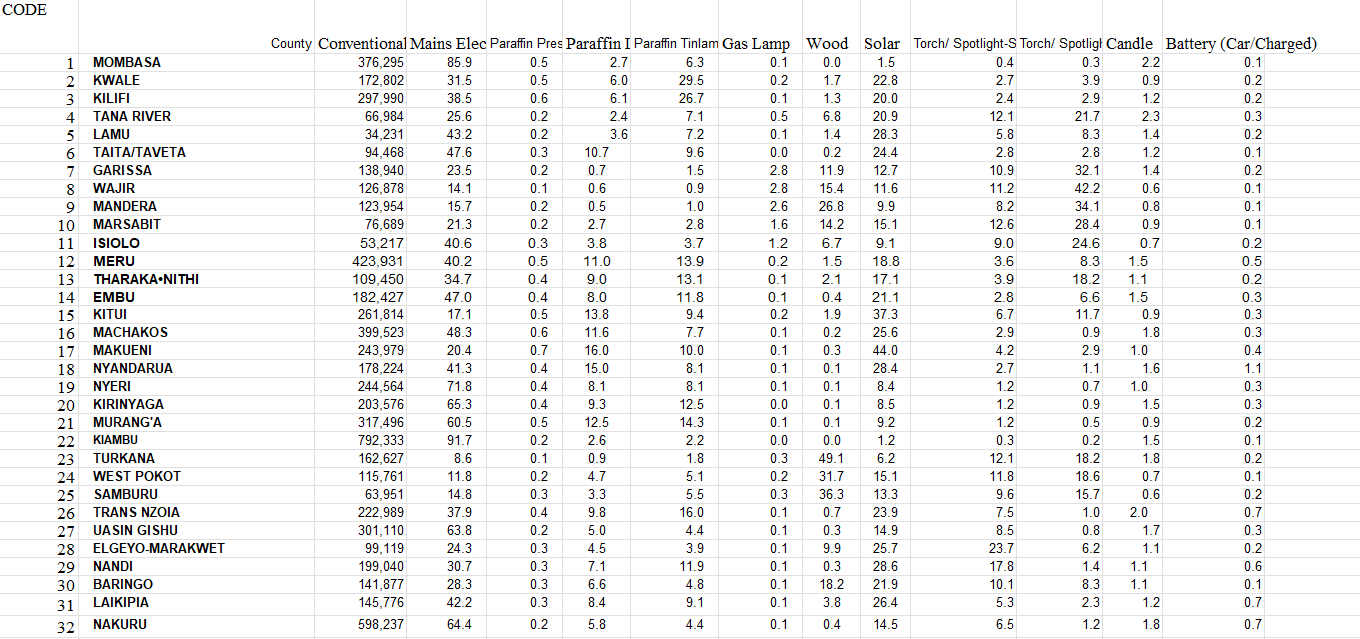 CODE
County Conventional Mains Elec Paraffin Pres Paraffin L Paraffin Tinlam Gas Lamp Wood Solar Torch/ Spotlight-S Torch/ Spotligh Candle Battery (Car/Charged)
1 MOMBASA 376,295 85.9 0.5 2.7 6.3 0.1 0.0 1.5 0.4 0.3 2.2 0.1
2 KWALE 172,802 31.5 0.5 6.0 29.5 0.2 1.7 22.8 2.7 3.9 0.9 0.2
3 KILIFI 297,990 38.5 0.6 6.1 26.7 0.1 1.3 20.0 2.4 2.9 1.2 0.2
4 TANA RIVER 66,984 25.6 0.2 2.4 7.1 0.5 6.8 20.9 12.1 21.7 2.3 0.3
5 LAMU 34,231 43.2 0.2 3.6 7.2 0.1 1.4 28.3 5.8 8.3 1.4 0.2
6 TAITA/TAVETA 94,468 47.6 0.3 10.7 9.6 0.0 0.2 24.4 2.8 2.8 1.2 0.1
7 GARISSA 138,940 23.5 0.2 0.7 1.5 2.8 11.9 12.7 10.9 32.1 1.4 0.2
8 WAJIR 126,878 14.1 0.1 0.6 0.9 2.8 15.4 11.6 11.2 42.2 0.6 0.1
9 MANDERA 123,954 15.7 0.2 0.5 1.0 2.6 26.8 9.9 8.2 34.1 0.8 0.1
10 MARSABIT 76,689 21.3 0.2 2.7 2.8 1.6 14.2 15.1 12.6 28.4 0.9 0.1
11 ISIOLO 53,217 40.6 0.3 3.8 3.7 1.2 6.7 9.1 9.0 24.6 0.7 0.2
12 MERU 423,931 40.2 0.5 11.0 13.9 0.2 1.5 18.8 3.6 8.3 1.5 0.5
13 THARAKA•NITHI 109,450 34.7 0.4 9.0 13.1 0.1 2.1 17.1 3.9 18.2 1.1 0.2
14 EMBU 182,427 47.0 0.4 8.0 11.8 0.1 0.4 21.1 2.8 6.6 1.5 0.3
15 KITUI 261,814 17.1 0.5 13.8 9.4 0.2 1.9 37.3 6.7 11.7 0.9 0.3
16 MACHAKOS 399,523 48.3 0.6 11.6 7.7 0.1 0.2 25.6 2.9 0.9 1.8 0.3
17 MAKUENI 243,979 20.4 0.7 16.0 10.0 0.1 0.3 44.0 4.2 2.9 1.0 0.4
18 NYANDARUA 178,224 41.3 0.4 15.0 8.1 0.1 0.1 28.4 2.7 1.1 1.6 1.1
19 NYERI 244,564 71.8 0.4 8.1 8.1 0.1 0.1 8.4 1.2 0.7 1.0 0.3
20 KIRINYAGA 203,576 65.3 0.4 9.3 12.5 0.0 0.1 8.5 1.2 0.9 1.5 0.3
21 MURANG'A 317,496 60.5 0.5 12.5 14.3 0.1 0.1 9.2 1.2 0.5 0.9 0.2
22 KIAMBU 792,333 91.7 0.2 2.6 2.2 0.0 0.0 1.2 0.3 0.2 1.5 0.1
23 TURKANA 162,627 8.6 0.1 0.9 1.8 0.3 49.1 6.2 12.1 18.2 1.8 0.2
24 WEST POKOT 115,761 11.8 0.2 4.7 5.1 0.2 31.7 15.1 11.8 18.6 0.7 0.1
25 SAMBURU 63,951 14.8 0.3 3.3 5.5 0.3 36.3 13.3 9.6 15.7 0.6 0.2
26 TRANS NZOIA 222,989 37.9 0.4 9.8 16.0 0.1 0.7 23.9 7.5 1.0 2.0 0.7
27 UASIN GISHU 301,110 63.8 0.2 5.0 4.4 0.1 0.3 14.9 8.5 0.8 1.7 0.3
28 ELGEYO-MARAKWET 99,119 24.3 0.3 4.5 3.9 0.1 9.9 25.7 23.7 6.2 1.1 0.2
29 NANDI 199,040 30.7 0.3 7.1 11.9 0.1 0.3 28.6 17.8 1.4 1.1 0.6
30 BARINGO 141,877 28.3 0.3 6.6 4.8 0.1 18.2 21.9 10.1 8.3 1.1 0.1
31 LAIKIPIA 145,776 42.2 0.3 8.4 9.1 0.1 3.8 26.4 5.3 2.3 1.2 0.7
32 NAKURU 598,237 64.4 0.2 5.8 4.4 0.1 0.4 14.5 6.5 1.2 1.8 0.7